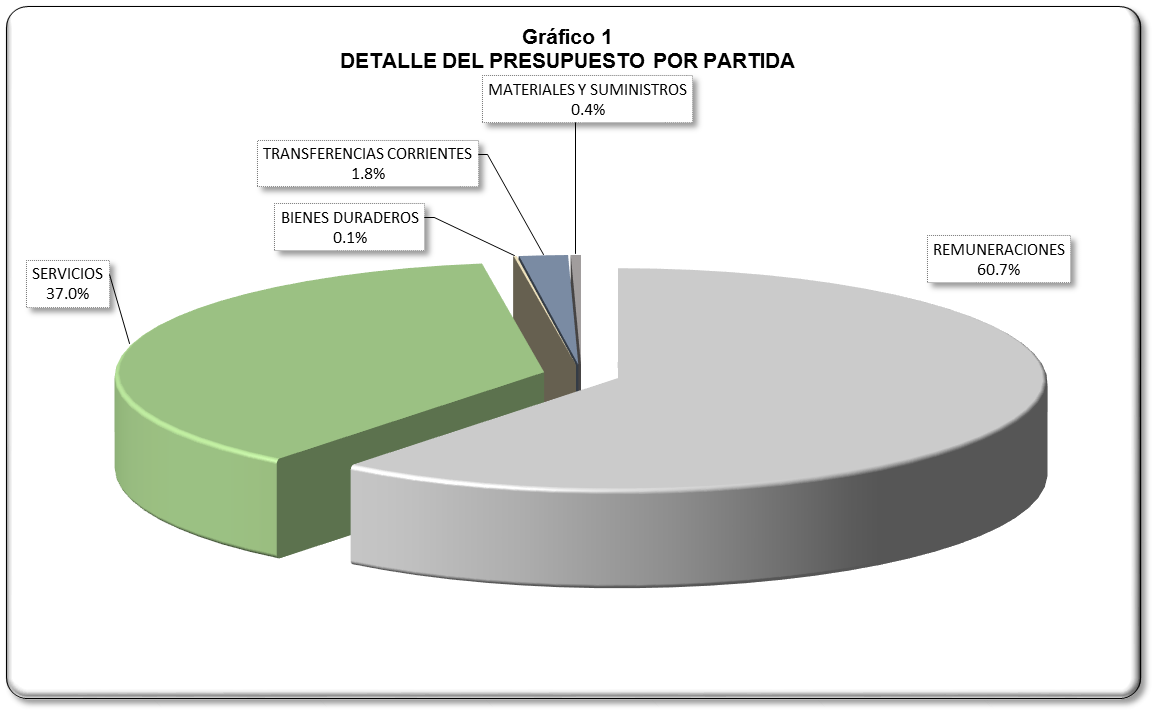 Gráfico 1
DETALLE DEL PRESUPUESTO POR PARTIDA
MATERIALES Y SUMINISTROS
0.4%
TRANSFERENCIAS CORRIENTES
1.8%
BIENES DURADEROS
0.1%
REMUNERACIONES
60.7%
SERVICIOS
37.0%